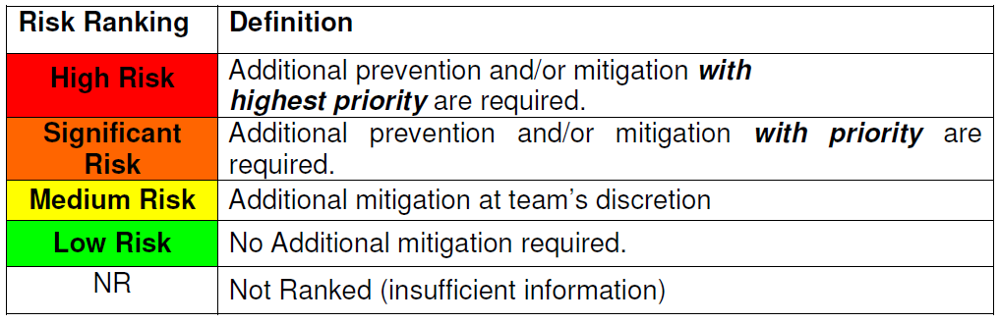 Risk Ranking Definition
High Risk Additional prevention and/or mitigation with
highest priority are required.
Significant Additional prevention and/or mitigation with priority are
Risk required.
Medium Risk Additional mitigation at team's discretion
Low Risk No Additional mitigation required.
NR Not Ranked (insufficient information)